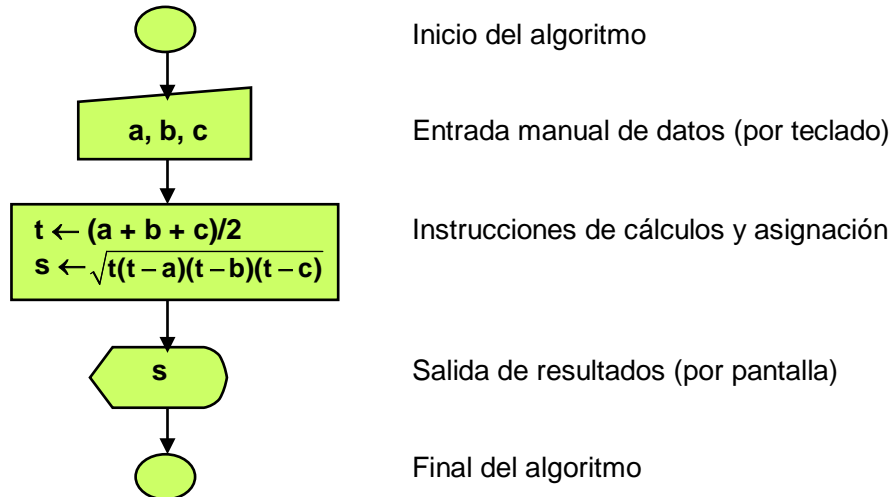 Inicio del algoritmo
a, b, c
Entrada manual de datos (por teclado)
t ← (a + b + c)/2
s ← √t(t – a)(t – b)(t – c)
Instrucciones de cálculos y asignación
s
Salida de resultados (por pantalla)
Final del algoritmo